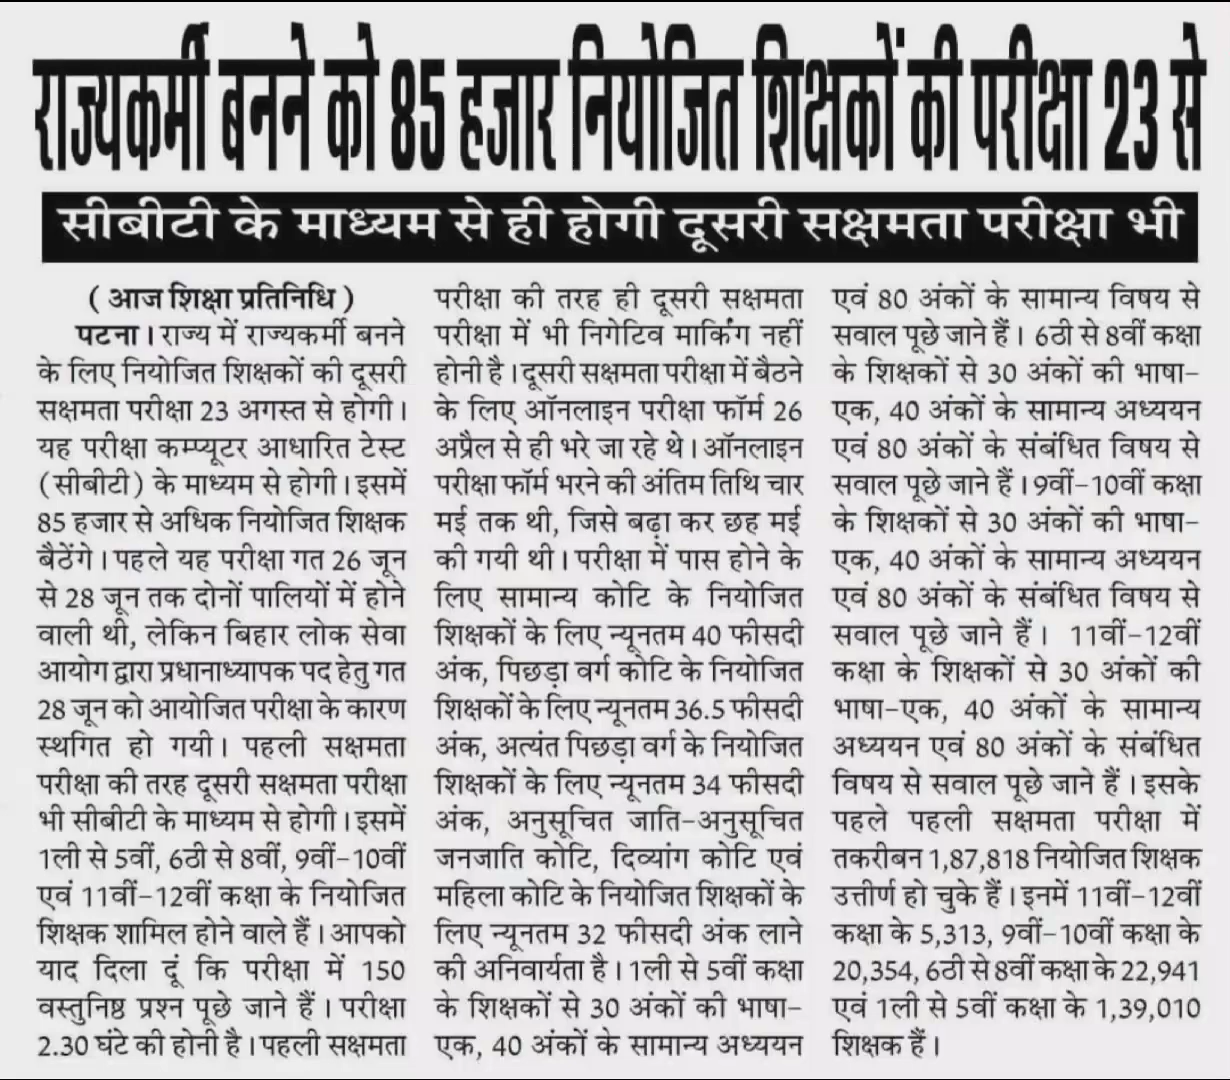 राज्यकर्मी बनने को 85 हजार नियोजित शिक्षकों की परीक्षा 23 से
सीबीटी के माध्यम से ही होगी दूसरी सक्षमता परीक्षा भी
( आज शिक्षा प्रतिनिधि )
पटना। राज्य में राज्यकर्मी बनने
के लिए नियोजित शिक्षकों की दूसरी
सक्षमता परीक्षा 23 अगस्त से होगी।
यह परीक्षा कम्प्यूटर आधारित टेस्ट
(सीबीटी) के माध्यम से होगी। इसमें
85 हजार से अधिक नियोजित शिक्षक
बैठेंगे। पहले यह परीक्षा गत 26 जून
से 28 जून तक दोनों पालियों में होने
वाली थी, लेकिन बिहार लोक सेवा
आयोग द्वारा प्रधानाध्यापक पद हेतु गत
28 जून को आयोजित परीक्षा के कारण
स्थगित हो गयी। पहली सक्षमता
परीक्षा की तरह दूसरी सक्षमता परीक्षा
भी सीबीटी के माध्यम से होगी। इसमें
1ली से 5वीं, 6ठी से 8वीं, 9वीं-10वीं
एवं 11वीं-12वीं कक्षा के नियोजित
शिक्षक शामिल होने वाले हैं। आपको
याद दिला दूं कि परीक्षा में 150
वस्तुनिष्ठ प्रश्न पूछे जाने हैं। परीक्षा
2.30 घंटे की होनी है। पहली सक्षमता
परीक्षा की तरह ही दूसरी सक्षमता
परीक्षा में भी निगेटिव मार्किंग नहीं
होनी है। दूसरी सक्षमता परीक्षा में बैठने
के लिए ऑनलाइन परीक्षा फॉर्म 26
अप्रैल से ही भरे जा रहे थे। ऑनलाइन
परीक्षा फॉर्म भरने की अंतिम तिथि चार
मई तक थी, जिसे बढ़ा कर छह मई
की गयी थी। परीक्षा में पास होने के
लिए सामान्य कोटि के नियोजित
शिक्षकों के लिए न्यूनतम 40 फीसदी
अंक, पिछड़ा वर्ग कोटि के नियोजित
शिक्षकों के लिए न्यूनतम 36.5 फीसदी
अंक, अत्यंत पिछड़ा वर्ग के नियोजित
शिक्षकों के लिए न्यूनतम 34 फीसदी
अंक, अनुसूचित जाति-अनुसूचित
जनजाति कोटि, दिव्यांग कोटि एवं
महिला कोटि के नियोजित शिक्षकों के
लिए न्यूनतम 32 फीसदी अंक लाने
की अनिवार्यता है। 1ली से 5वीं कक्षा
के शिक्षकों से 30 अंकों की भाषा-
एक, 40 अंकों के सामान्य अध्ययन
एवं 80 अंकों के सामान्य विषय से
सवाल पूछे जाने हैं। 6ठी से 8वीं कक्षा
के शिक्षकों से 30 अंकों की भाषा-
एक, 40 अंकों के सामान्य अध्ययन
एवं 80 अंकों के संबंधित विषय से
सवाल पूछे जाने हैं। 9वीं-10वीं कक्षा
के शिक्षकों से 30 अंकों की भाषा-
एक, 40 अंकों के सामान्य अध्ययन
एवं 80 अंकों के संबंधित विषय से
सवाल पूछे जाने हैं। 11वीं-12वीं
कक्षा के शिक्षकों से 30 अंकों की
भाषा-एक, 40 अंकों के सामान्य
अध्ययन एवं 80 अंकों के संबंधित
विषय से सवाल पूछे जाने हैं। इसके
पहले पहली सक्षमता परीक्षा में
तकरीबन 1,87,818 नियोजित शिक्षक
उत्तीर्ण हो चुके हैं। इनमें 11वीं-12वीं
कक्षा के 5,313, 9वीं-10वीं कक्षा के
20,354, 6ठी से 8वीं कक्षा के 22,941
एवं 1ली से 5वीं कक्षा के 1,39,010
शिक्षक हैं।